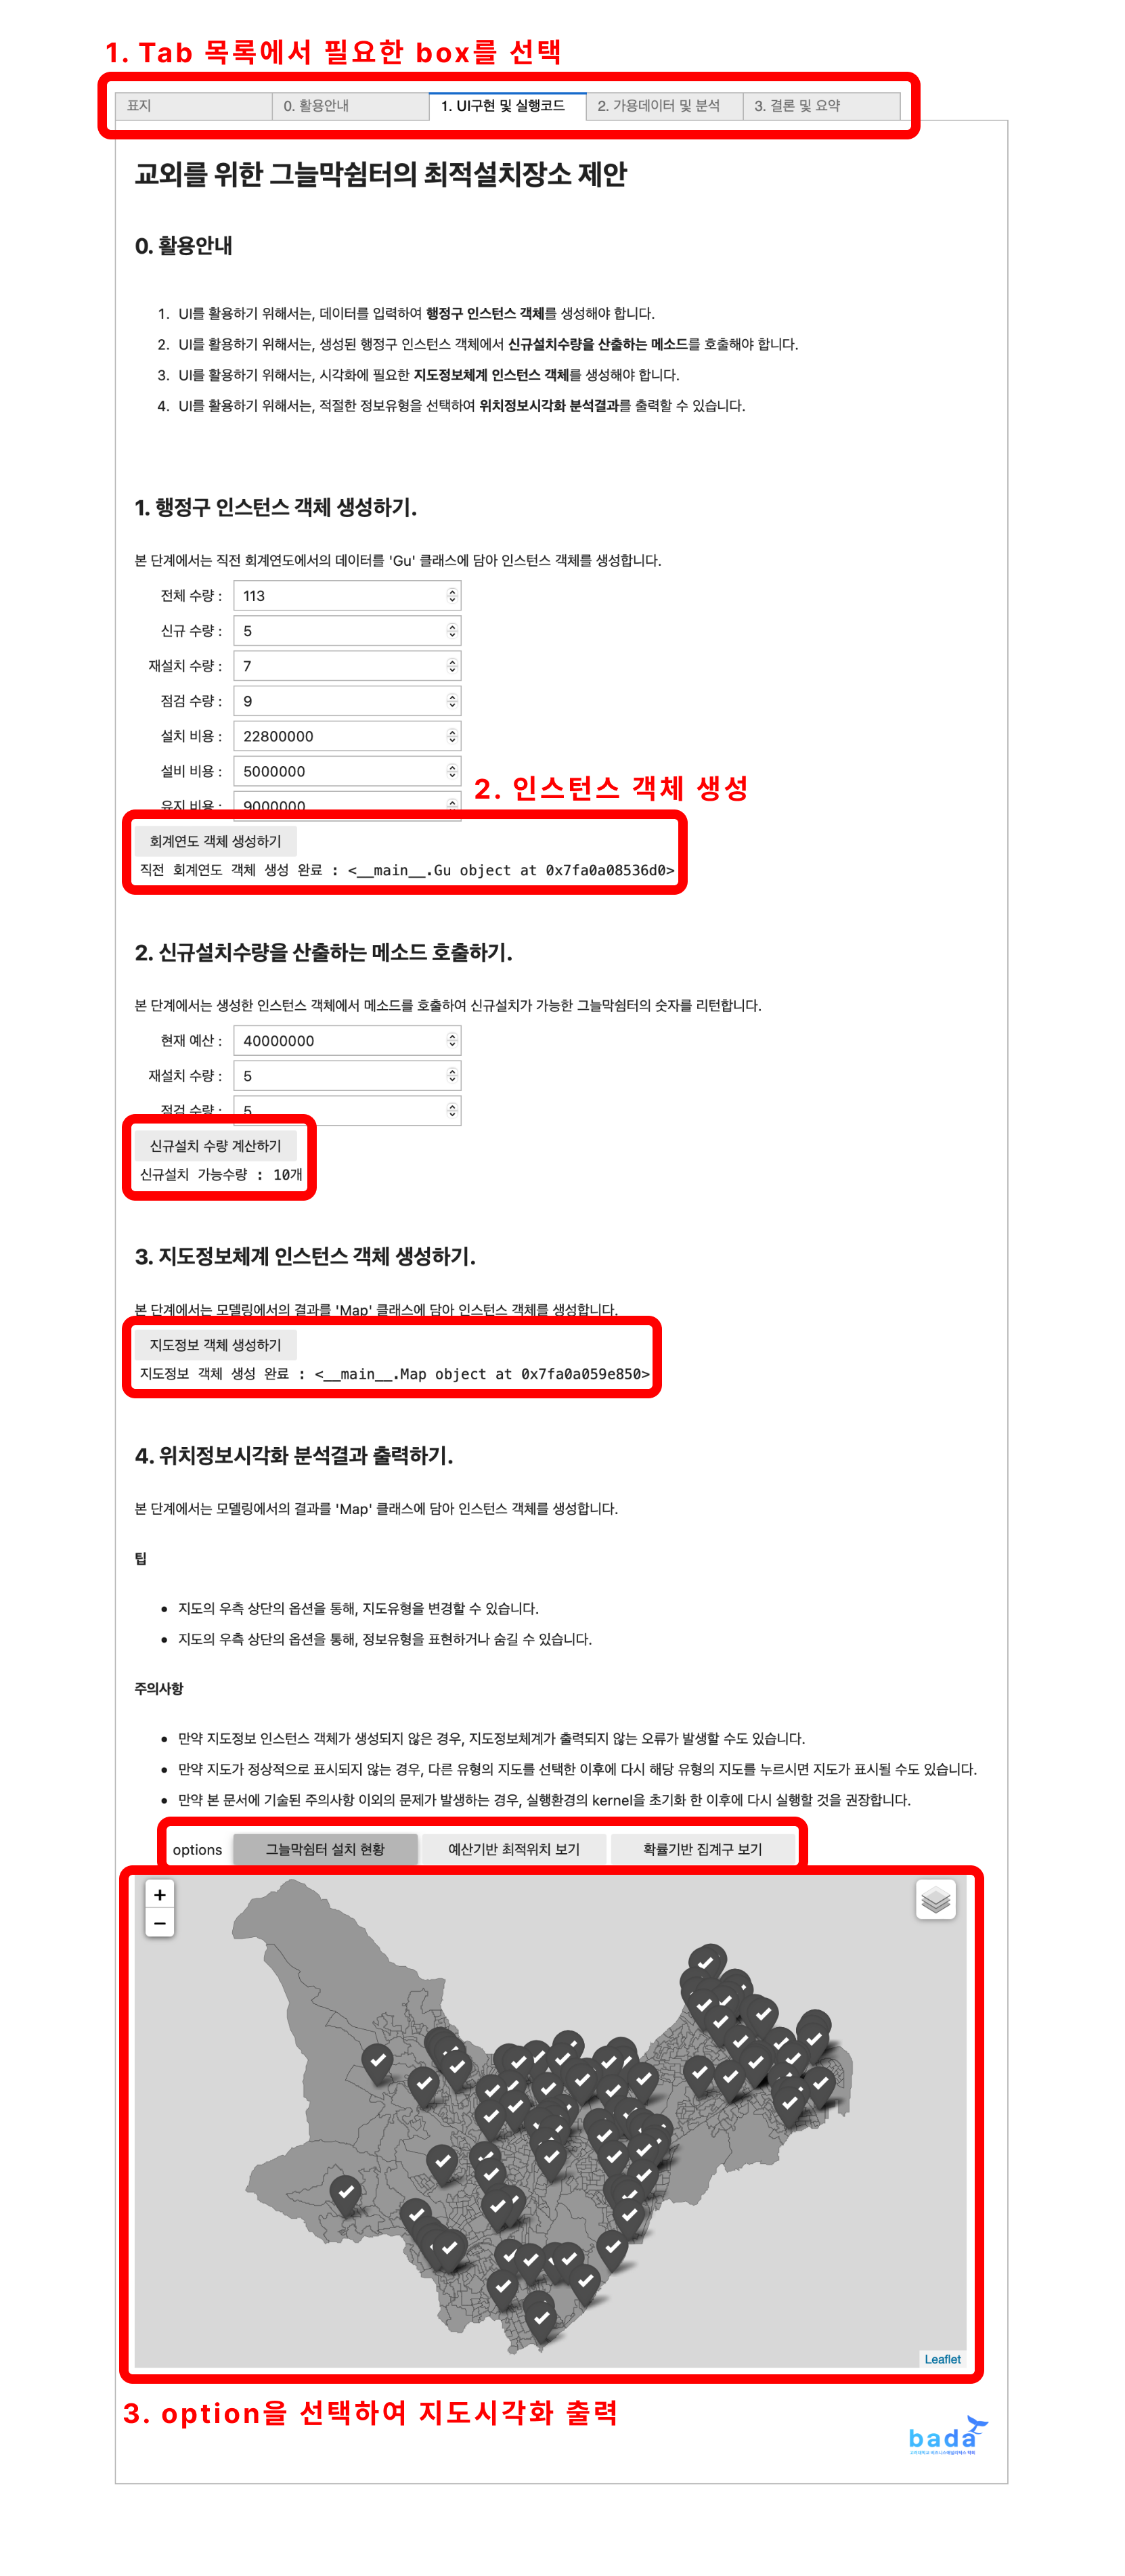 1. Tab 목록에서 필요한 box를 선택
표지
0. 활용안내
1. UI구현 및 실행코드
2. 가용데이터 및 분석
3. 결론 및 요약
교외를 위한 그늘막쉼터의 최적설치장소 제안
0. 활용안내
1. UI를 활용하기 위해서는, 데이터를 입력하여 행정구 인스턴스 객체를 생성해야 합니다.
2. UI를 활용하기 위해서는, 생성된 행정구 인스턴스 객체에서 신규설치수량을 산출하는 메소드를 호출해야 합니다.
3. UI를 활용하기 위해서는, 시각화에 필요한 지도정보체계 인스턴스 객체를 생성해야 합니다.
4. UI를 활용하기 위해서는, 적절한 정보유형을 선택하여 위치정보시각화 분석결과를 출력할 수 있습니다.
1. 행정구 인스턴스 객체 생성하기.
본 단계에서는 직전 회계연도에서의 데이터를 'Gu' 클래스에 담아 인스턴스 객체를 생성합니다.
전체 수량 : 113
신규 수량 : 5
재설치 수량 : 7
점검 수량 : 9
설치 비용 : 22800000
설비 비용 : 5000000
유지 비용 : 9000000
2. 인스턴스 객체 생성
회계연도 객체 생성하기
직전 회계연도 객체 생성 완료 : <__main__.Gu object at 0x7fa0a08536d0>
2. 신규설치수량을 산출하는 메소드 호출하기.
본 단계에서는 생성한 인스턴스 객체에서 메소드를 호출하여 신규설치가 가능한 그늘막쉼터의 숫자를 리턴합니다.
현재 예산 : 40000000
재설치 수량 : 5
점검 수량 : 5
신규설치 수량 계산하기
신규설치 가능수량 : 10개
3. 지도정보체계 인스턴스 객체 생성하기.
본 단계에서는 모델링에서의 결과를 'Map' 클래스에 담아 인스턴스 객체를 생성합니다.
지도정보 객체 생성하기
지도정보 객체 생성 완료 : <__main__.Map object at 0x7fa0a059e850>
4. 위치정보시각화 분석결과 출력하기.
본 단계에서는 모델링에서의 결과를 'Map' 클래스에 담아 인스턴스 객체를 생성합니다.
팁
• 지도의 우측 상단의 옵션을 통해, 지도유형을 변경할 수 있습니다.
• 지도의 우측 상단의 옵션을 통해, 정보유형을 표현하거나 숨길 수 있습니다.
주의사항
• 만약 지도정보 인스턴스 객체가 생성되지 않은 경우, 지도정보체계가 출력되지 않는 오류가 발생할 수도 있습니다.
• 만약 지도가 정상적으로 표시되지 않는 경우, 다른 유형의 지도를 선택한 이후에 다시 해당 유형의 지도를 누르시면 지도가 표시될 수도 있습니다.
• 만약 본 문서에 기술된 주의사항 이외의 문제가 발생하는 경우, 실행환경의 kernel을 초기화 한 이후에 다시 실행할 것을 권장합니다.
options
그늘막쉼터 설치 현황
예산기반 최적위치 보기
확률기반 집계구 보기
+
−
Leaflet
3. option을 선택하여 지도시각화 출력
bada